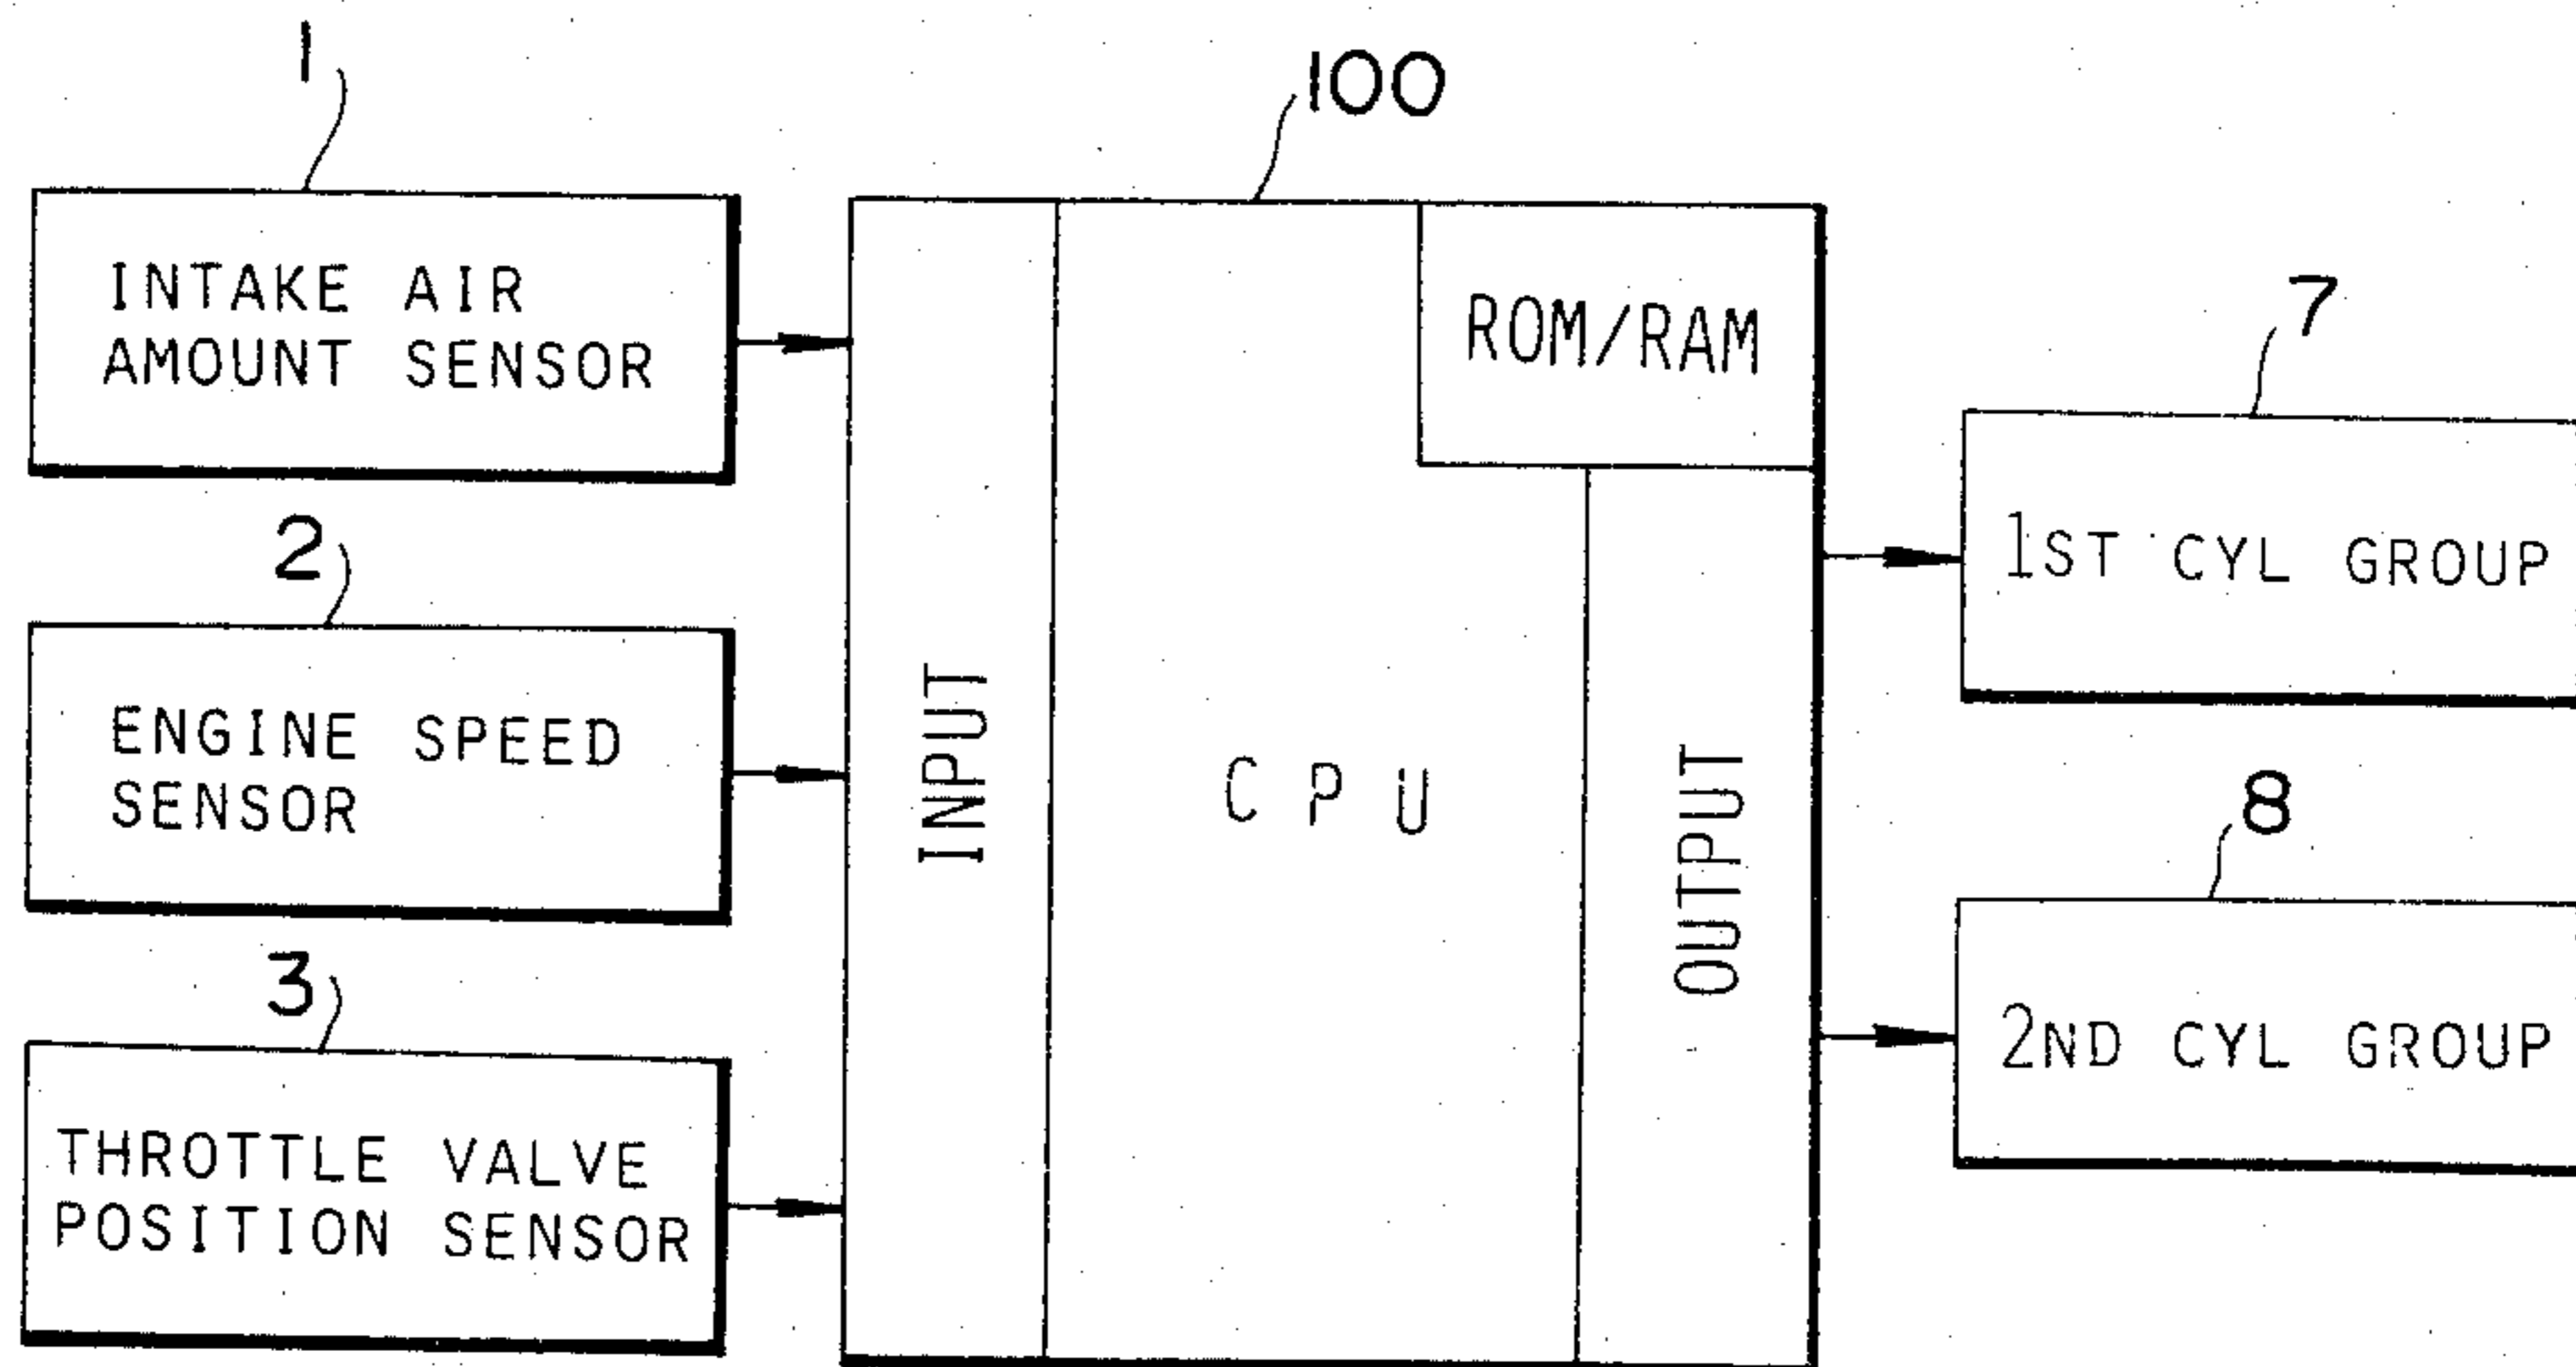 1
INTAKE AIR
AMOUNT SENSOR
2
ENGINE SPEED
SENSOR
3
THROTTLE VALVE
POSITION SENSOR
100
INPUT
CPU
ROM/RAM
OUTPUT
7
1ST CYL GROUP
8
2ND CYL GROUP